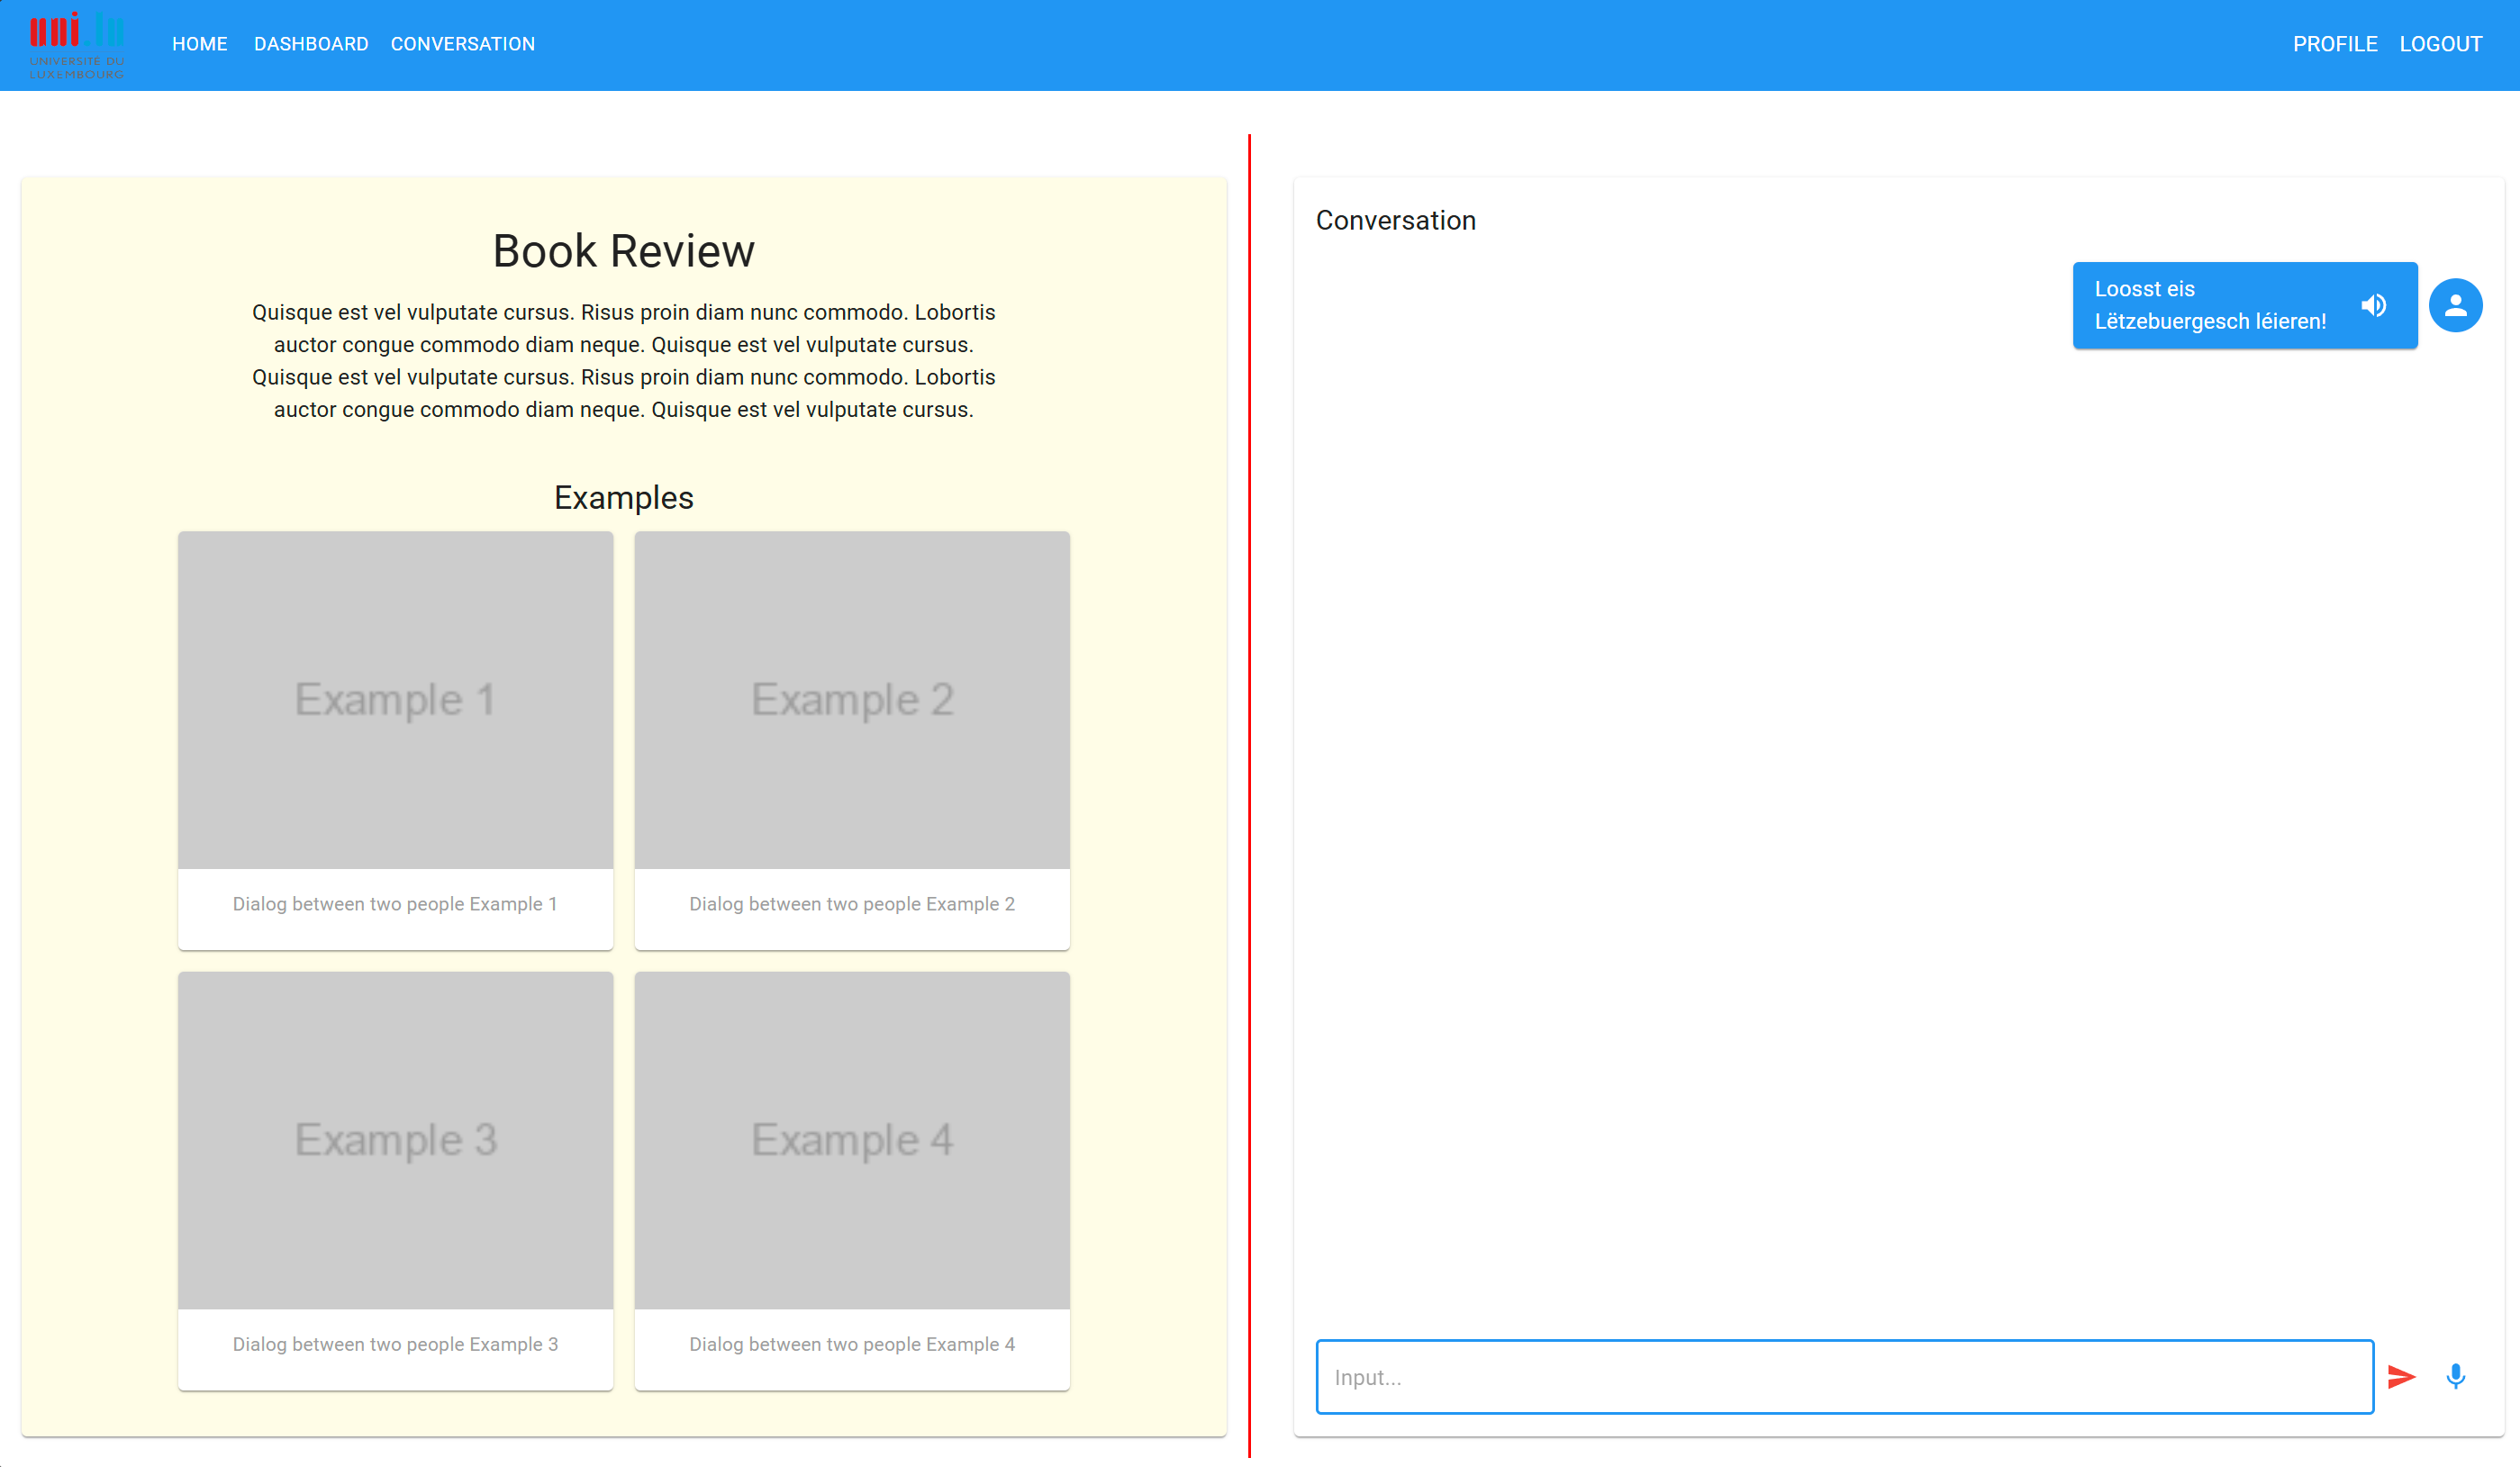 uni.lu
UNIVERSITÉ DU
LUXEMBOURG
HOME DASHBOARD CONVERSATION
PROFILE LOGOUT
Book Review
Quisque est vel vulputate cursus. Risus proin diam nunc commodo. Lobortis
auctor congue commodo diam neque. Quisque est vel vulputate cursus.
Quisque est vel vulputate cursus. Risus proin diam nunc commodo. Lobortis
auctor congue commodo diam neque. Quisque est vel vulputate cursus.
Examples
Example 1
Dialog between two people Example 1
Example 2
Dialog between two people Example 2
Example 3
Dialog between two people Example 3
Example 4
Dialog between two people Example 4
Conversation
Loosst eis
Lëtzebuergesch léieren!
Input...